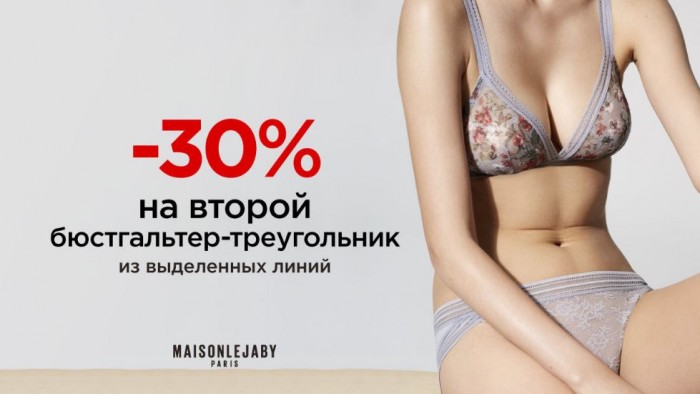 -30%
на второй
бюстгальтер-треугольник
из выделенных линий
MAISONLEJABY
PARIS